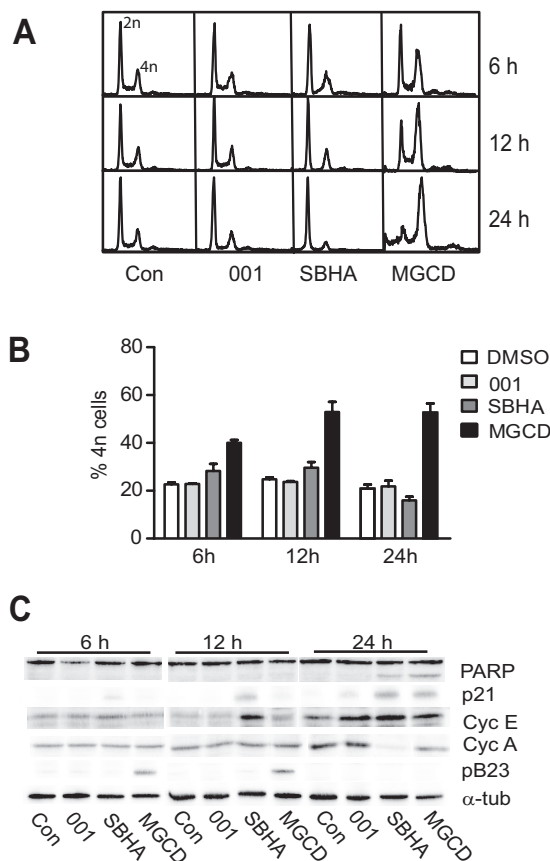 A
2n
4n
6 h
12 h
24 h
Con 001 SBHA MGCD
B
80
60
40
20
0
% 4n cells
6h 12h 24h
DMSO
001
SBHA
MGCD
C
6 h 12 h 24 h
PARP
p21
Cyc E
Cyc A
pB23
α-tub
Con 001 SBHA MGCD Con 001 SBHA MGCD Con 001 SBHA MGCD